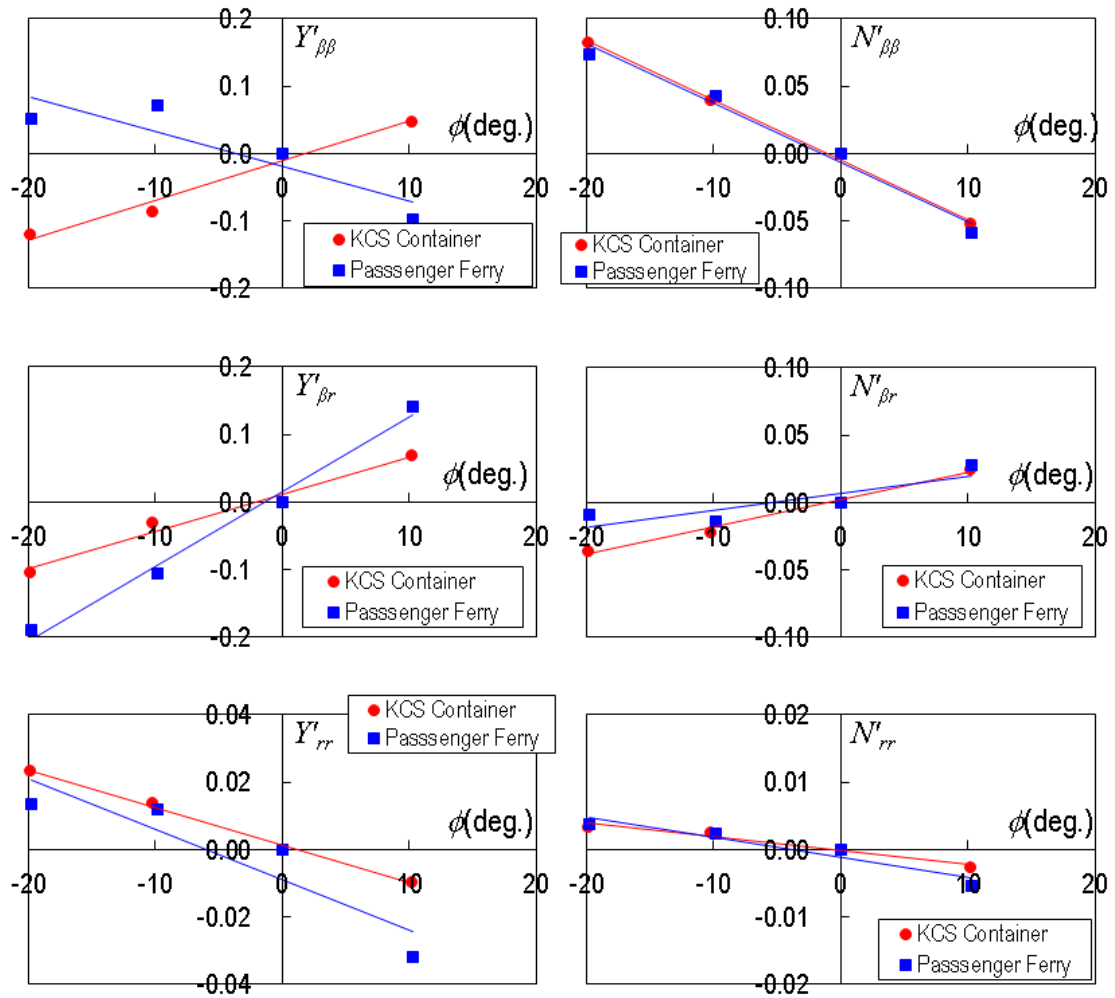 0.2
Y'ββ
0.1
ϕ(deg.)
0.0
-20
-10
0
10
20
-0.1
KCS Container
Passsenger Ferry
-0.2
0.10
N'ββ
0.05
ϕ(deg.)
0.00
-20
-10
0
10
20
-0.05
KCS Container
Passsenger Ferry
-0.10
0.2
Y'βr
0.1
ϕ(deg.)
0.0
-20
-10
0
10
20
-0.1
KCS Container
Passsenger Ferry
-0.2
0.10
N'βr
0.05
ϕ(deg.)
0.00
-20
-10
0
10
20
-0.05
KCS Container
Passsenger Ferry
-0.10
0.04
Y'rr
KCS Container
Passsenger Ferry
0.02
ϕ(deg.)
0.00
-20
-10
0
10
20
-0.02
-0.04
0.02
N'rr
0.01
ϕ(deg.)
0.00
-20
-10
0
10
20
-0.01
KCS Container
Passsenger Ferry
-0.02